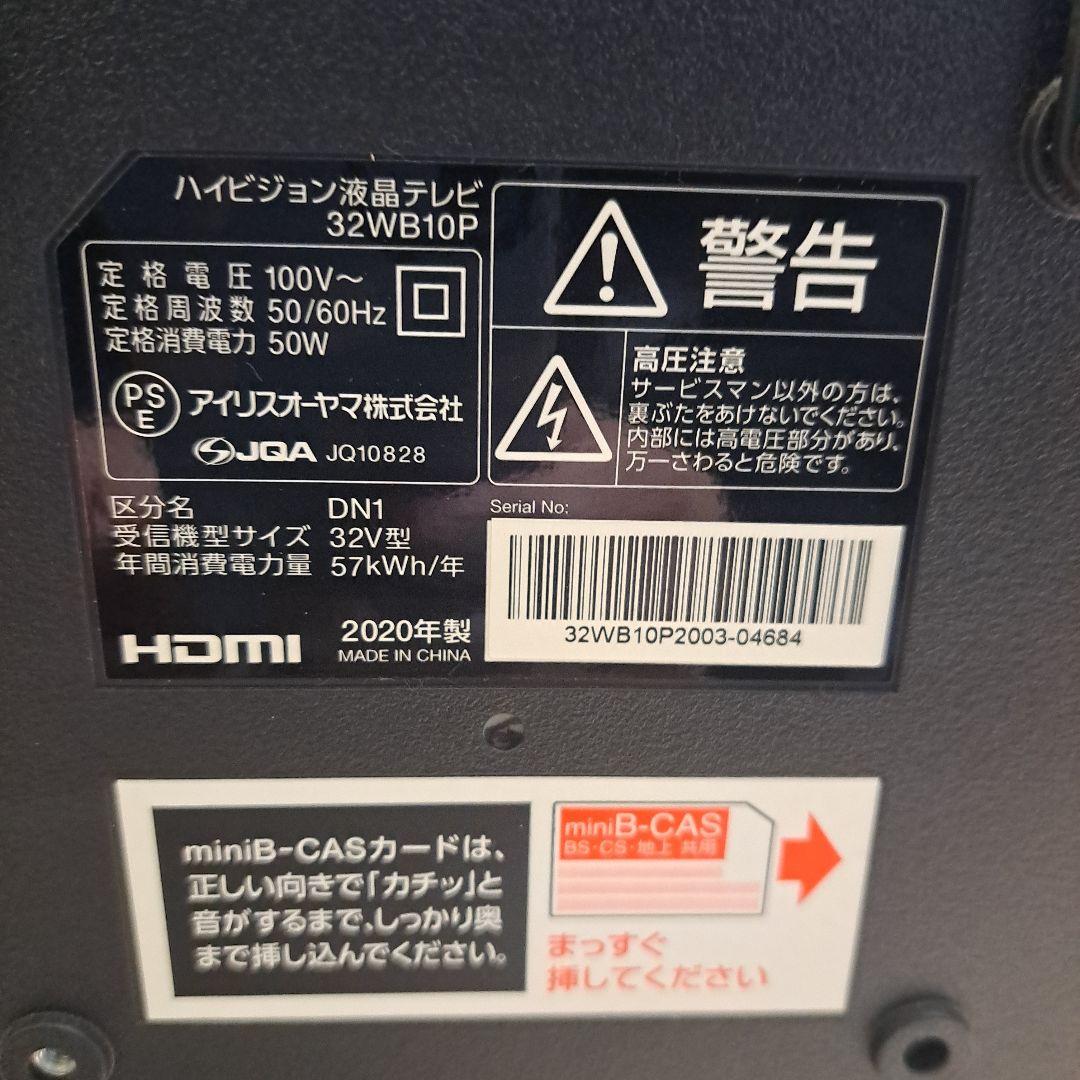 ハイビジョン液晶テレビ
32WB10P
定格電圧 100V～
定格周波数 50/60Hz
定格消費電力 50W
PS
E
アイリスオーヤマ株式会社
JQA JQ10828
警告
高圧注意
サービスマン以外の方は、
裏ぶたをあけないでください。
内部には高電圧部分があり、
万一さわると危険です。
区分名 DN1
受信機型サイズ 32V型
年間消費電力量 57kWh/年
HDMI
2020年製
MADE IN CHINA
Serial No:
32WB10P2003-04684
miniB-CASカードは、
正しい向きで「カチッ」と
音がするまで、しっかり奥
まで挿し込んでください。
miniB-CAS
BS・CS・地上 共用
まっすぐ
挿してください